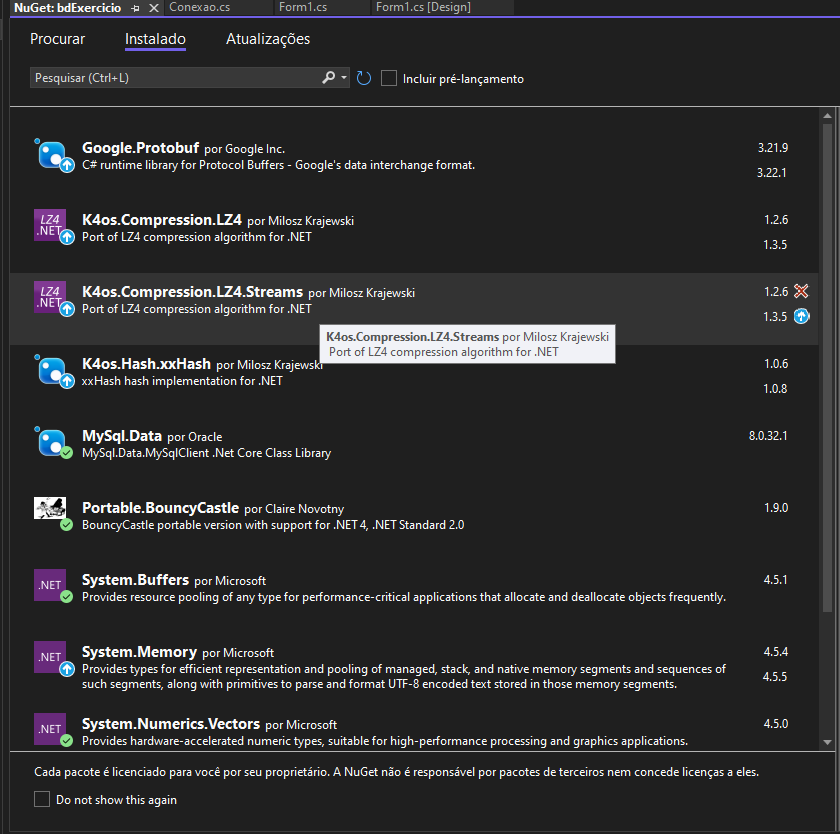 NuGet: bdExercicio
Conexao.cs
Form1.cs
Form1.cs [Design]
Procurar
Instalado
Atualizações
Pesquisar (Ctrl+L)
Incluir pré-lançamento
Google.Protobuf por Google Inc.
3.21.9
C# runtime library for Protocol Buffers - Google's data interchange format.
3.22.1
LZ4
.NET
K4os.Compression.LZ4 por Milosz Krajewski
1.2.6
Port of LZ4 compression algorithm for .NET
1.3.5
LZ4
.NET
K4os.Compression.LZ4.Streams por Milosz Krajewski
1.2.6
Port of LZ4 compression algorithm for .NET
1.3.5
K4os.Compression.LZ4.Streams por Milosz Krajewski
Port of LZ4 compression algorithm for .NET
K4os.Hash.xxHash por Milosz Krajewski
1.0.6
xxHash hash implementation for .NET
1.0.8
MySql.Data por Oracle
8.0.32.1
MySql.Data.MySqlClient .Net Core Class Library
Portable.BouncyCastle por Claire Novotny
1.9.0
BouncyCastle portable version with support for .NET 4, .NET Standard 2.0
.NET
System.Buffers por Microsoft
4.5.1
Provides resource pooling of any type for performance-critical applications that allocate and deallocate objects frequently.
.NET
System.Memory por Microsoft
4.5.4
Provides types for efficient representation and pooling of managed, stack, and native memory segments and sequences of
such segments, along with primitives to parse and format UTF-8 encoded text stored in those memory segments.
4.5.5
.NET
System.Numerics.Vectors por Microsoft
4.5.0
Provides hardware-accelerated numeric types, suitable for high-performance processing and graphics applications.
Cada pacote é licenciado para você por seu proprietário. A NuGet não é responsável por pacotes de terceiros nem concede licenças a eles.
Do not show this again